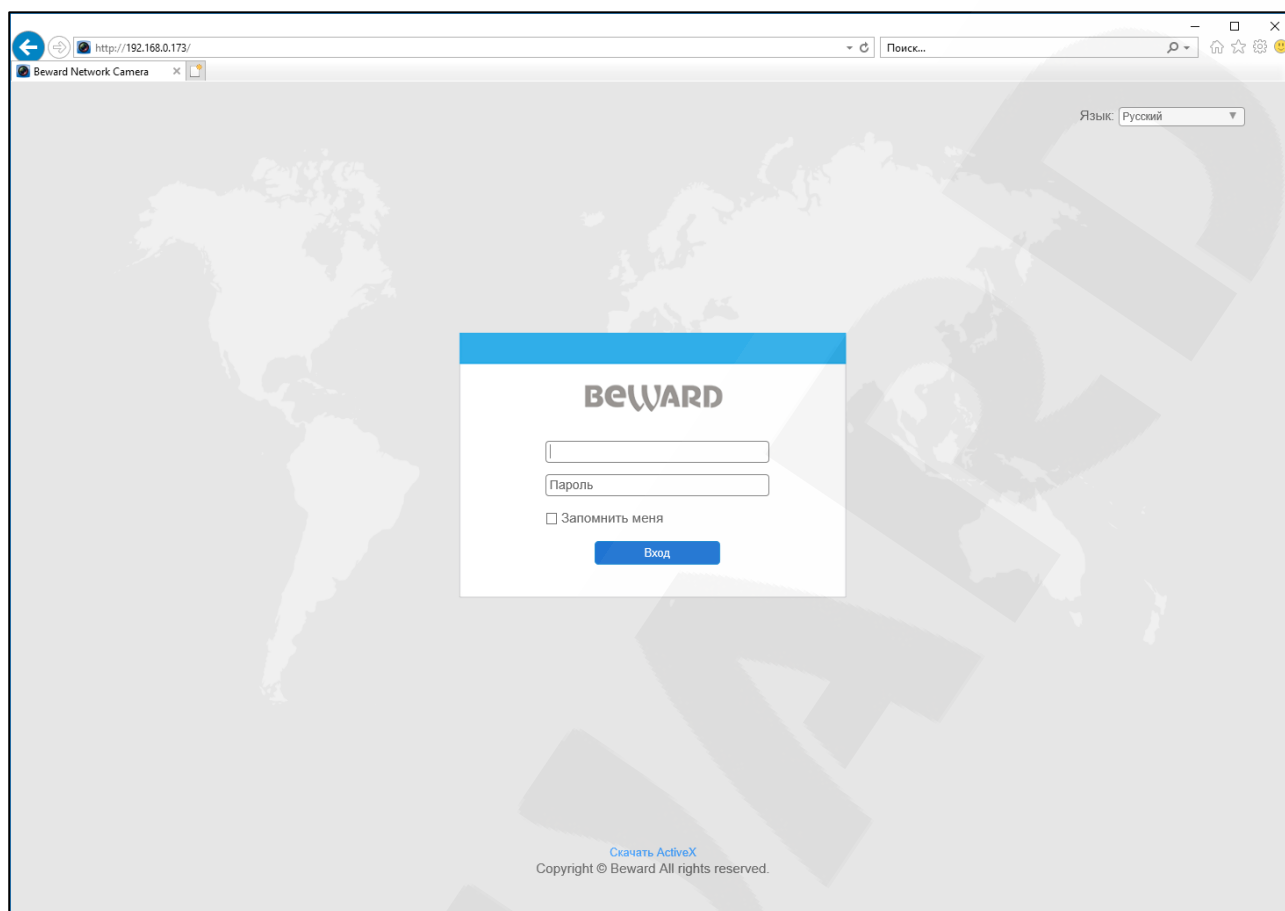 http://192.168.0.173/
Поиск...
Beward Network Camera
Язык: Русский
BEWARD
Пароль
Запомнить меня
Вход
Скачать ActiveX
Copyright © Beward All rights reserved.